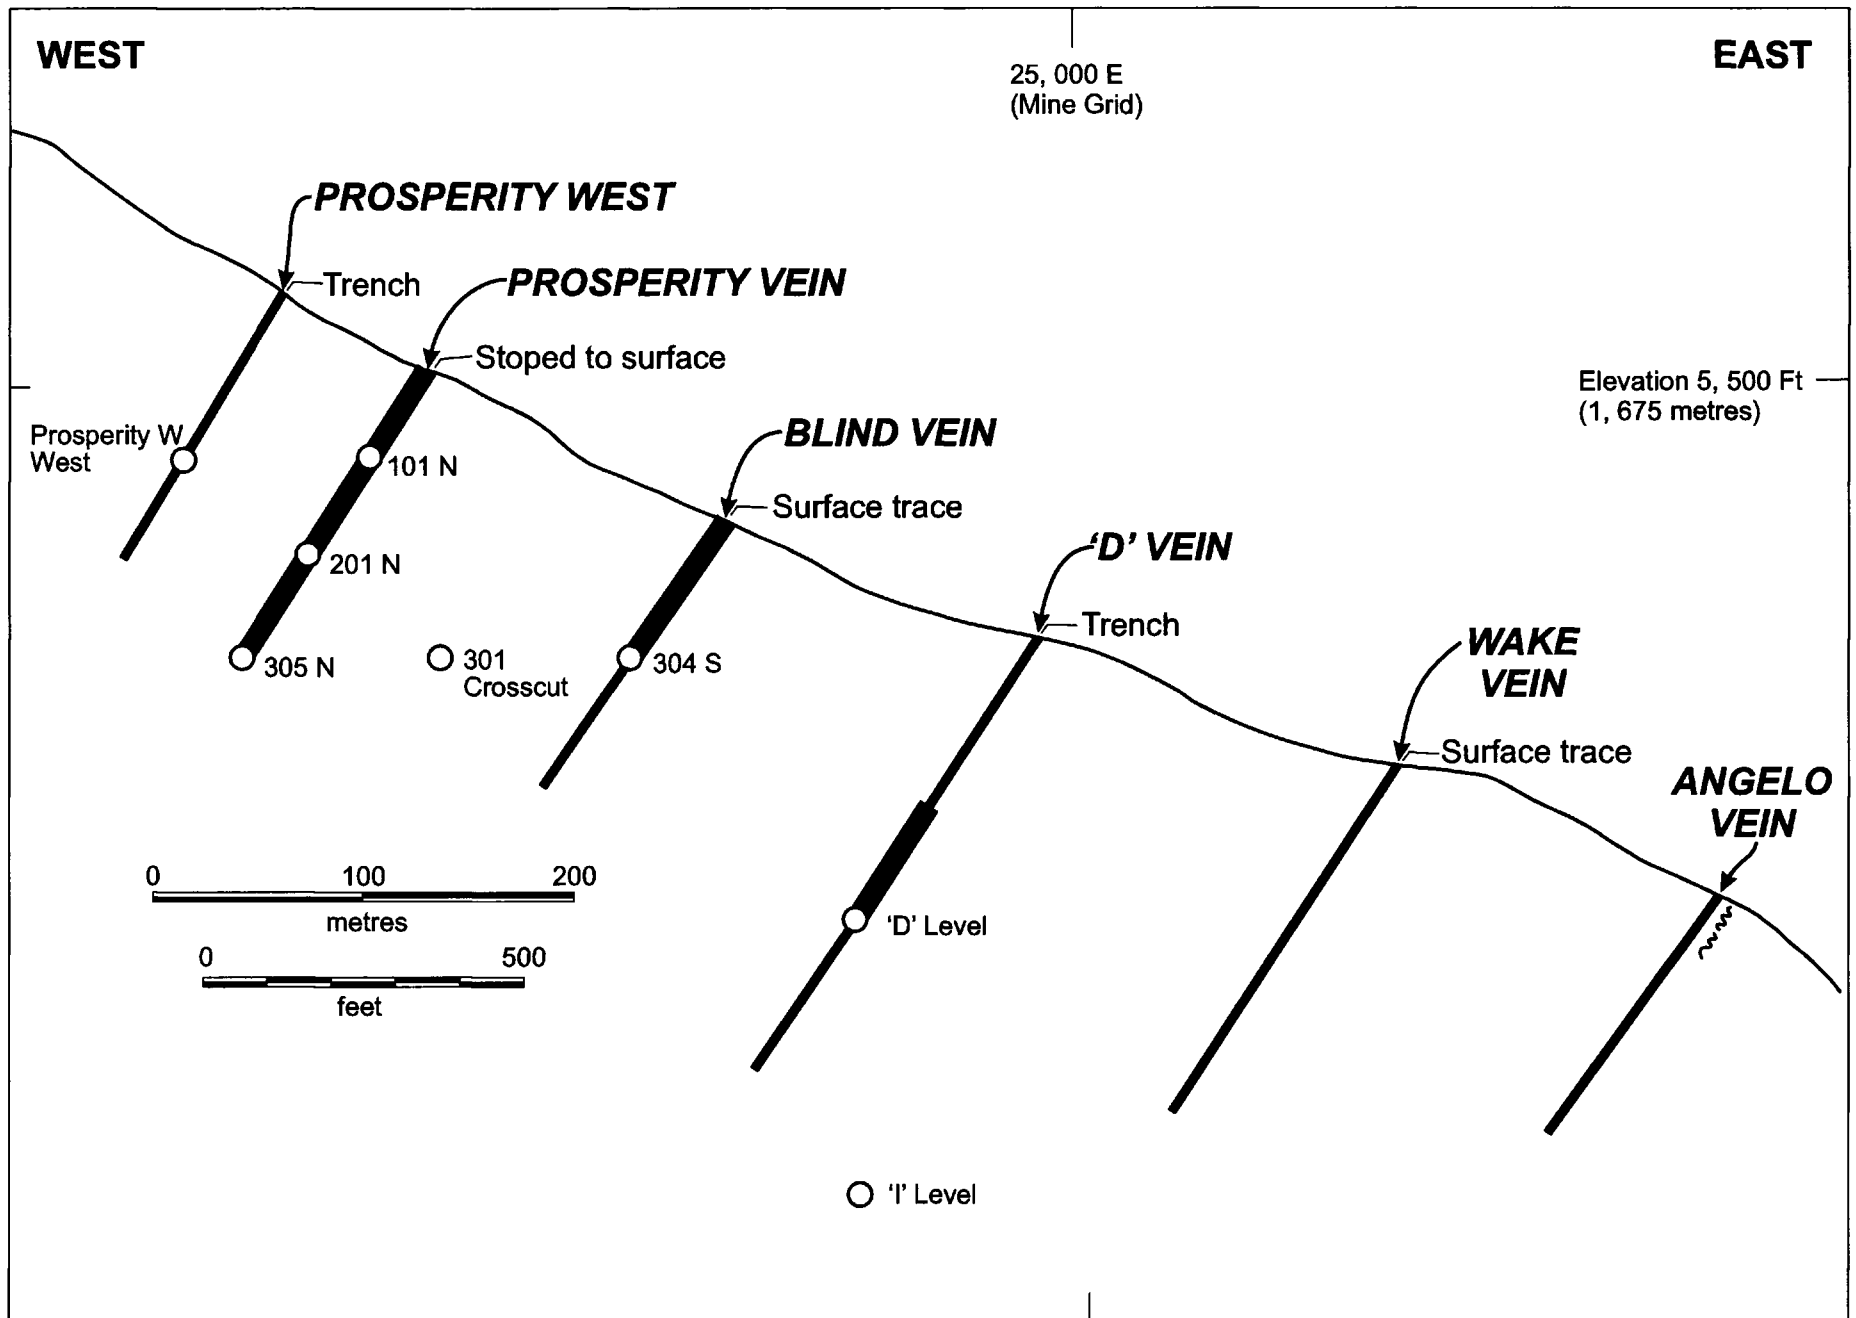 WEST
EAST
25, 000 E
(Mine Grid)
PROSPERITY WEST
Trench
PROSPERITY VEIN
Stoped to surface
Elevation 5, 500 Ft
(1, 675 metres)
Prosperity W
West
101 N
BLIND VEIN
Surface trace
201 N
'D' VEIN
Trench
305 N
301
Crosscut
304 S
WAKE
VEIN
Surface trace
ANGELO
VEIN
0 100 200
metres
'D' Level
0 500
feet
'I' Level